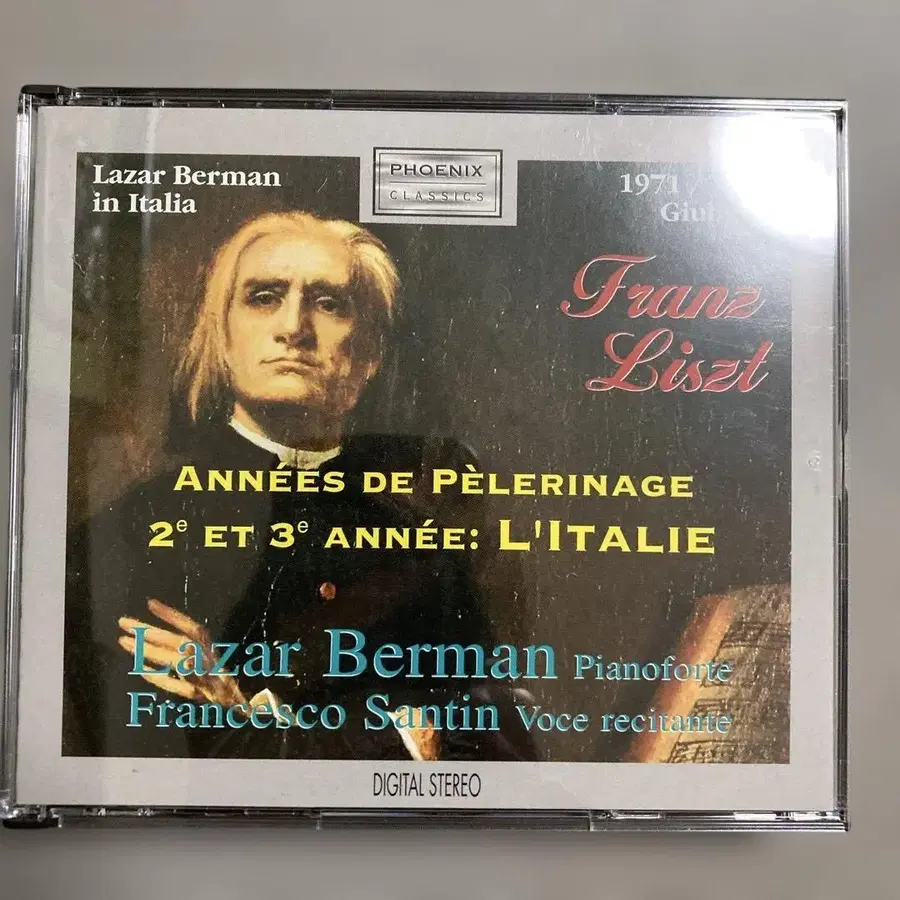 Lazar Berman
in Italia
PHOENIX
CLASSICS
1971
Franz
Liszt
ANNÉES DE PÈLERINAGE
2e ET 3e ANNÉE: L'ITALIE
Lazar Berman Pianoforte
Francesco Santin Voce recitante
DIGITAL STEREO